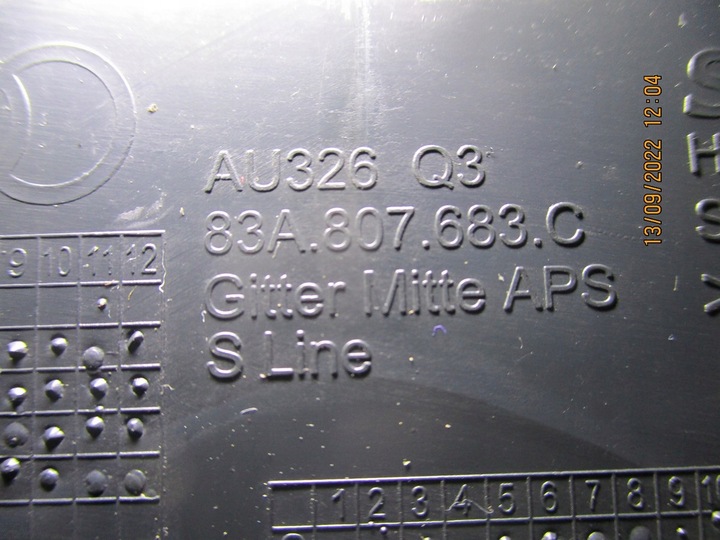 AU326 Q3
83A.807.683.C
Gitter Mitte APS
S Line
9 10 11 12
1 2 3 4 5 6 7 8 9
13/09/2022 12:04